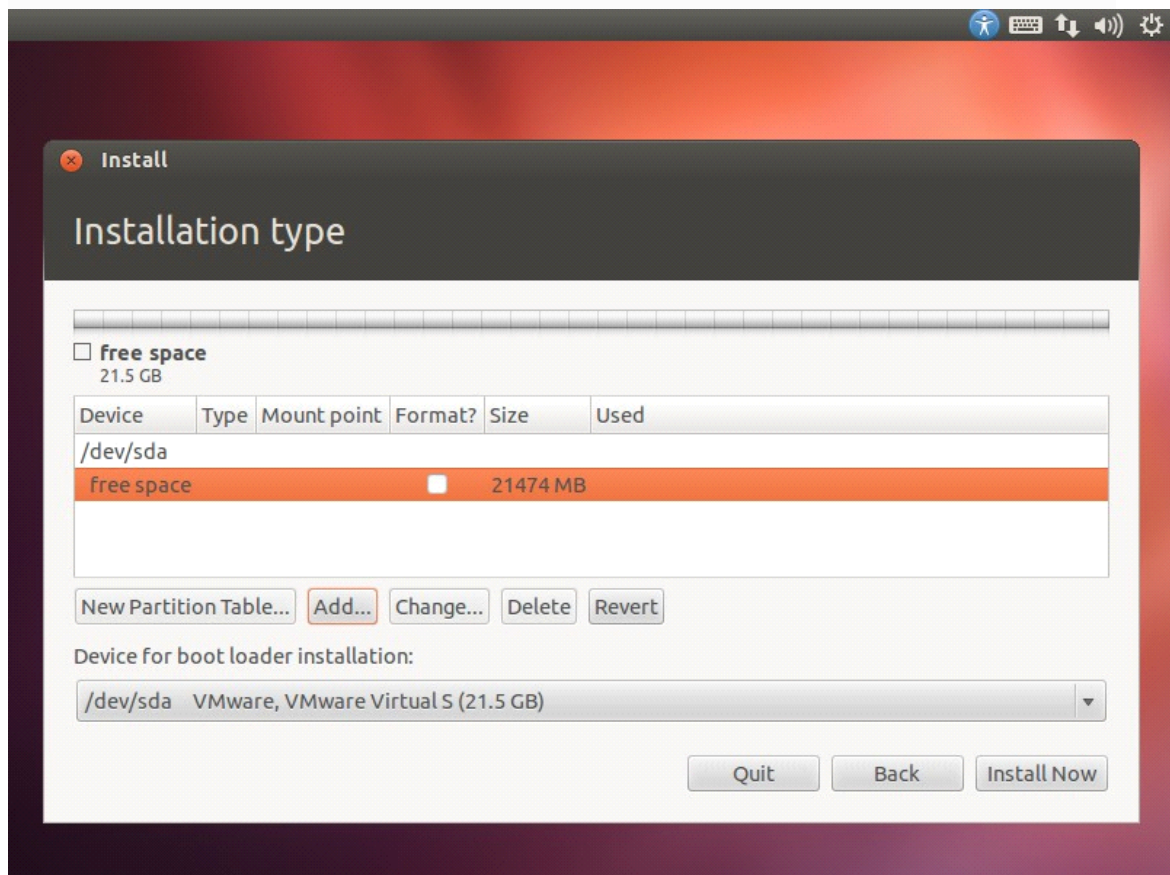 Install
Installation type
free space
21.5 GB
Device Type Mount point Format? Size Used
/dev/sda
free space 21474 MB
New Partition Table... Add... Change... Delete Revert
Device for boot loader installation:
/dev/sda VMware, VMware Virtual S (21.5 GB)
Quit Back Install Now